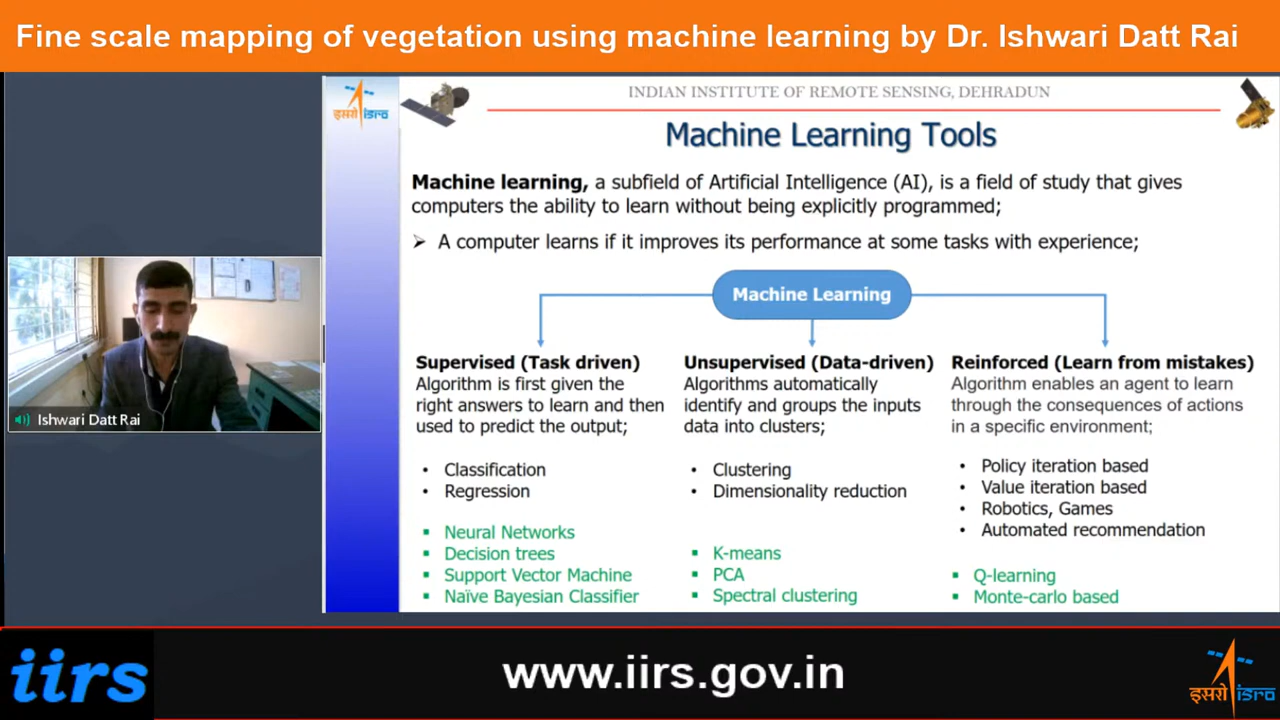 Fine scale mapping of vegetation using machine learning by Dr. Ishwari Datt Rai
इसरो isro
INDIAN INSTITUTE OF REMOTE SENSING, DEHRADUN
Machine Learning Tools
Machine learning, a subfield of Artificial Intelligence (AI), is a field of study that gives
computers the ability to learn without being explicitly programmed;
➢ A computer learns if it improves its performance at some tasks with experience;
Machine Learning
Supervised (Task driven)
Algorithm is first given the
right answers to learn and then
used to predict the output;
• Classification
• Regression
▪ Neural Networks
▪ Decision trees
▪ Support Vector Machine
▪ Naïve Bayesian Classifier
Unsupervised (Data-driven)
Algorithms automatically
identify and groups the inputs
data into clusters;
• Clustering
• Dimensionality reduction
▪ K-means
▪ PCA
▪ Spectral clustering
Reinforced (Learn from mistakes)
Algorithm enables an agent to learn
through the consequences of actions
in a specific environment;
• Policy iteration based
• Value iteration based
• Robotics, Games
• Automated recommendation
▪ Q-learning
▪ Monte-carlo based
Ishwari Datt Rai
iirs
www.iirs.gov.in
इसरो isro